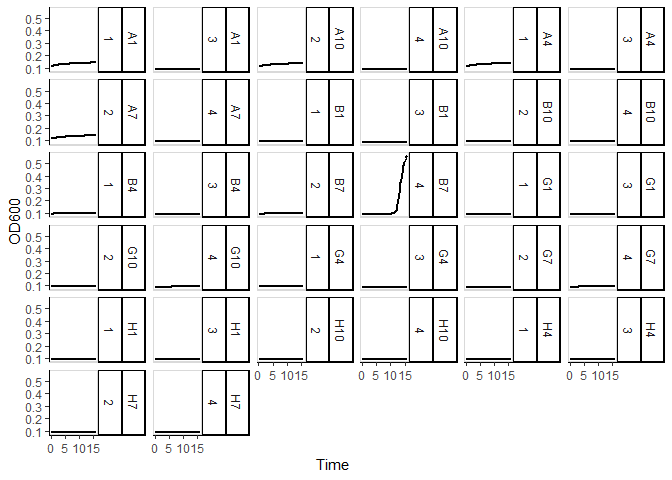 0.5
0.4
0.3
0.2
0.1
1 A1
3 A1
2 A10
4 A10
1 A4
3 A4
0.5
0.4
0.3
0.2
0.1
2 A7
4 A7
1 B1
3 B1
2 B10
4 B10
0.5
0.4
0.3
0.2
0.1
1 B4
3 B4
2 B7
4 B7
1 G1
3 G1
OD600
0.5
0.4
0.3
0.2
0.1
2 G10
4 G10
1 G4
3 G4
2 G7
4 G7
0.5
0.4
0.3
0.2
0.1
1 H1
3 H1
2 H10
4 H10
1 H4
3 H4
0 5 1015
0 5 1015
0 5 1015
0 5 1015
0.5
0.4
0.3
0.2
0.1
2 H7
4 H7
0 5 1015
0 5 1015
Time